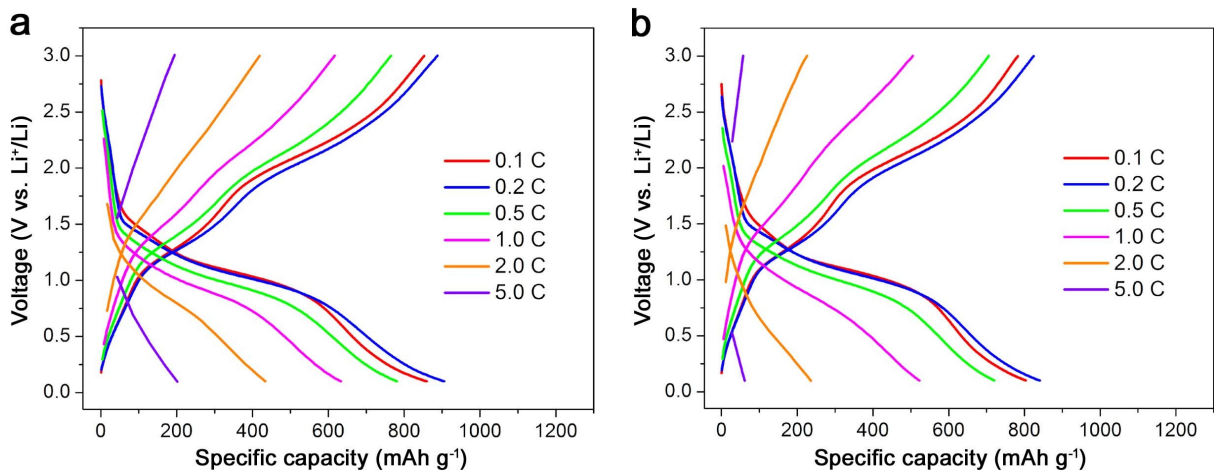 a
3.0
2.5
2.0
1.5
1.0
0.5
0.0
Voltage (V vs. Li⁺/Li)
0.1 C
0.2 C
0.5 C
1.0 C
2.0 C
5.0 C
0 200 400 600 800 1000 1200
Specific capacity (mAh g⁻¹)
b
3.0
2.5
2.0
1.5
1.0
0.5
0.0
Voltage (V vs. Li⁺/Li)
0.1 C
0.2 C
0.5 C
1.0 C
2.0 C
5.0 C
0 200 400 600 800 1000 1200
Specific capacity (mAh g⁻¹)